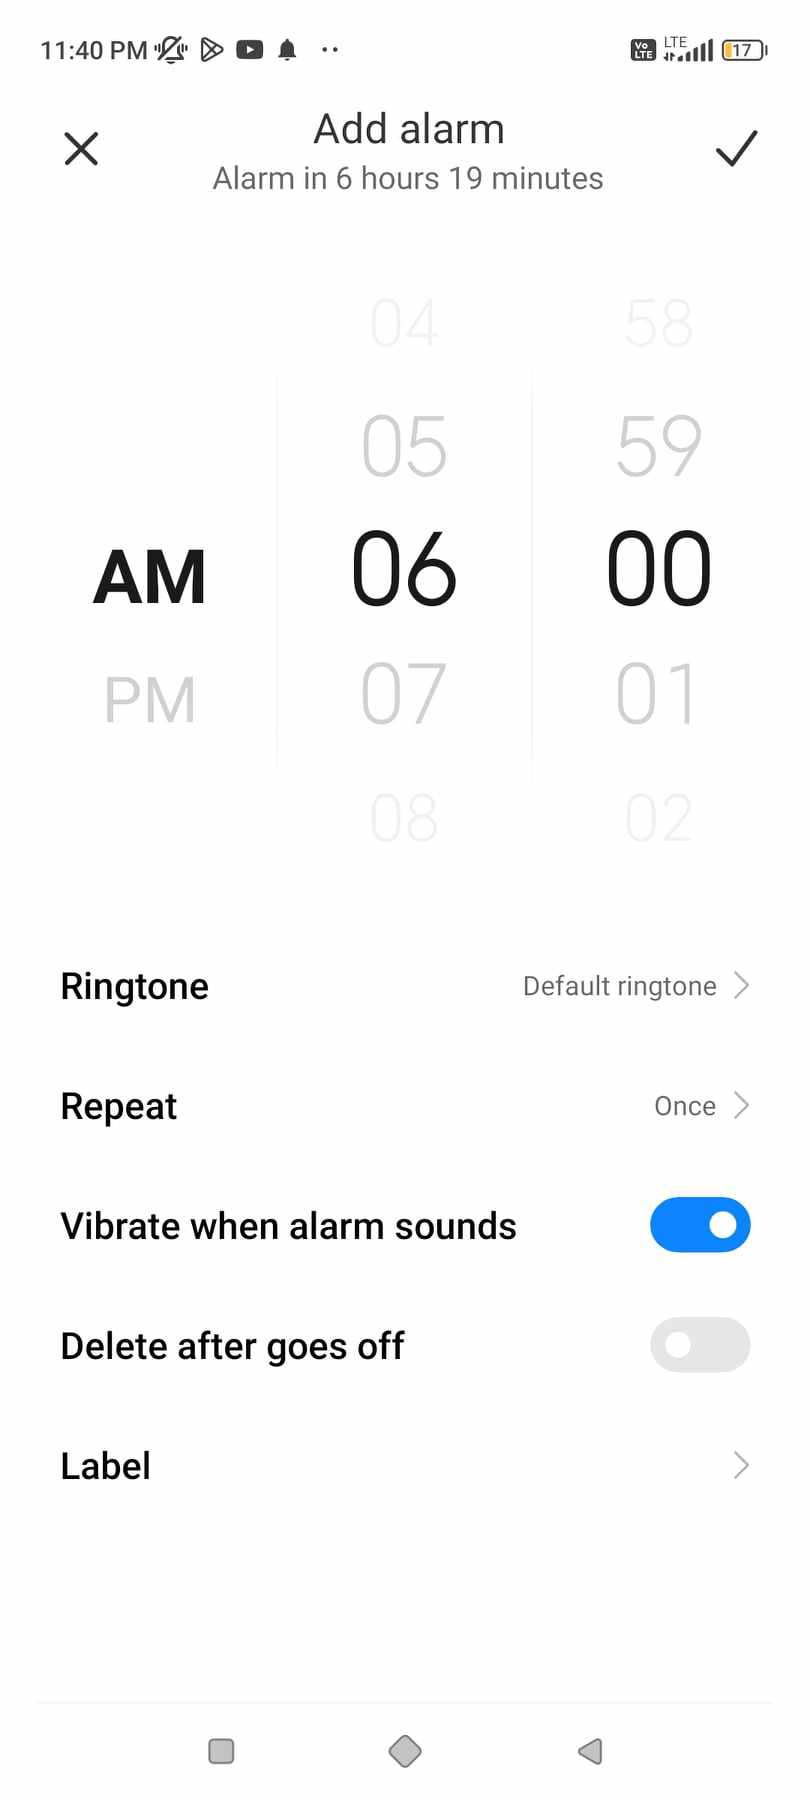 11:40 PM Vo LTE LTE 17
Add alarm
Alarm in 6 hours 19 minutes
04 58
05 59
AM 06 00
PM 07 01
08 02
Ringtone Default ringtone
Repeat Once
Vibrate when alarm sounds
Delete after goes off
Label